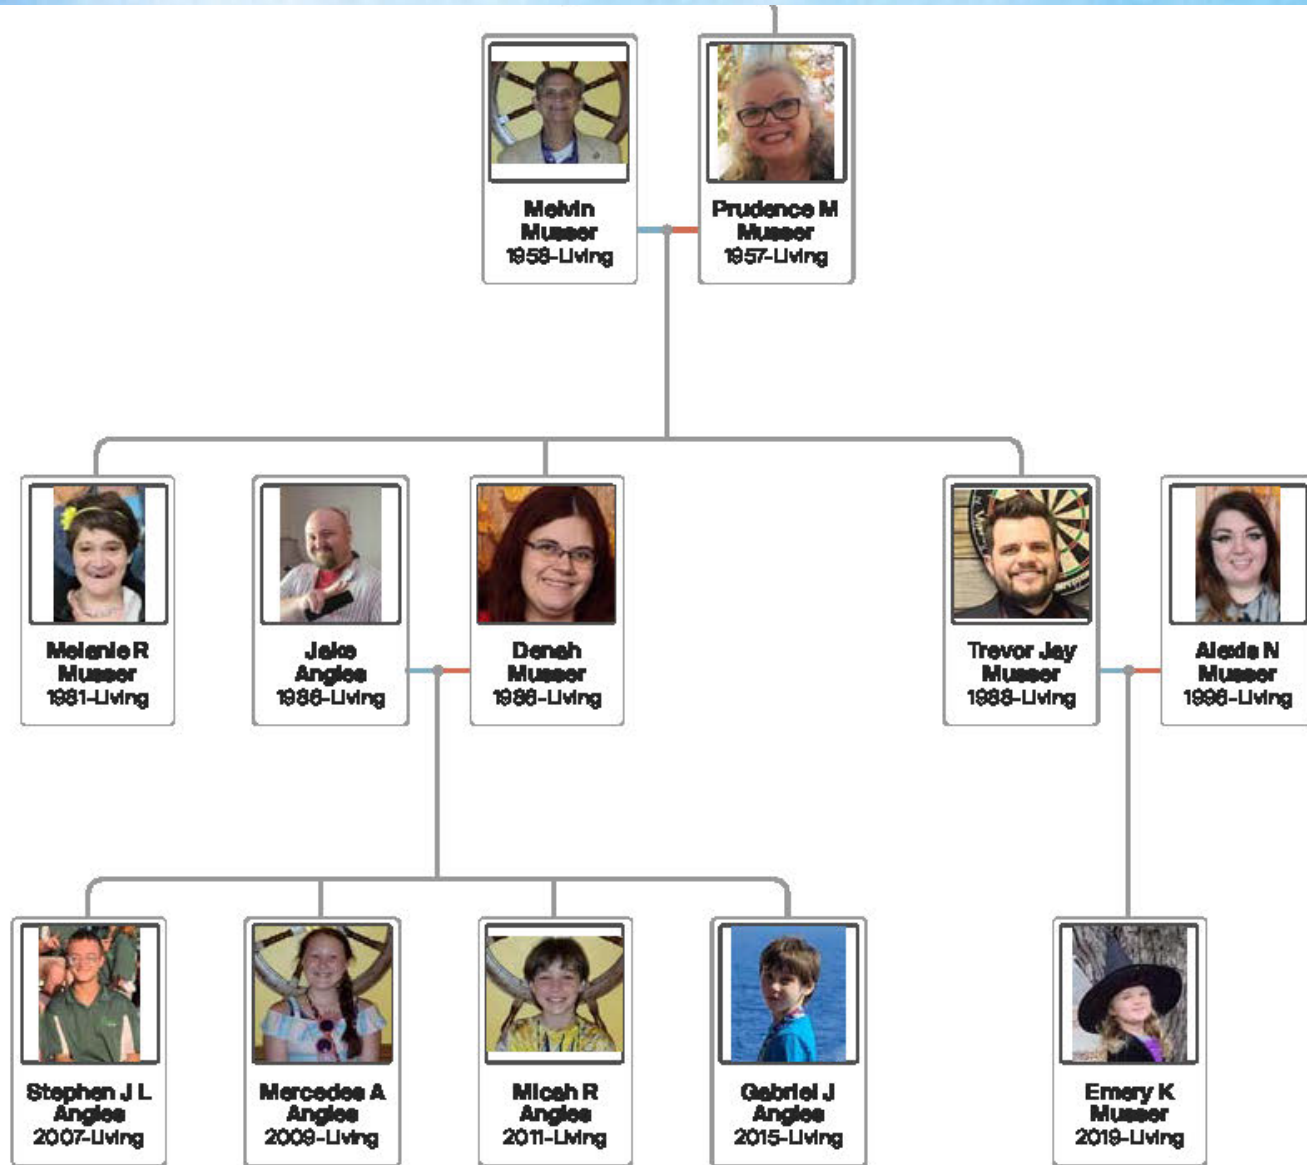 Melvin
Musser
1958-Living
Prudence M
Musser
1957-Living
Melanie R
Musser
1981-Living
Jake
Angles
1986-Living
Denah
Musser
1986-Living
Trevor Jay
Musser
1988-Living
Alexis N
Musser
1996-Living
Stephen J L
Angles
2007-Living
Mercedes A
Angles
2009-Living
Micah R
Angles
2011-Living
Gabriel J
Angles
2015-Living
Emery K
Musser
2019-Living